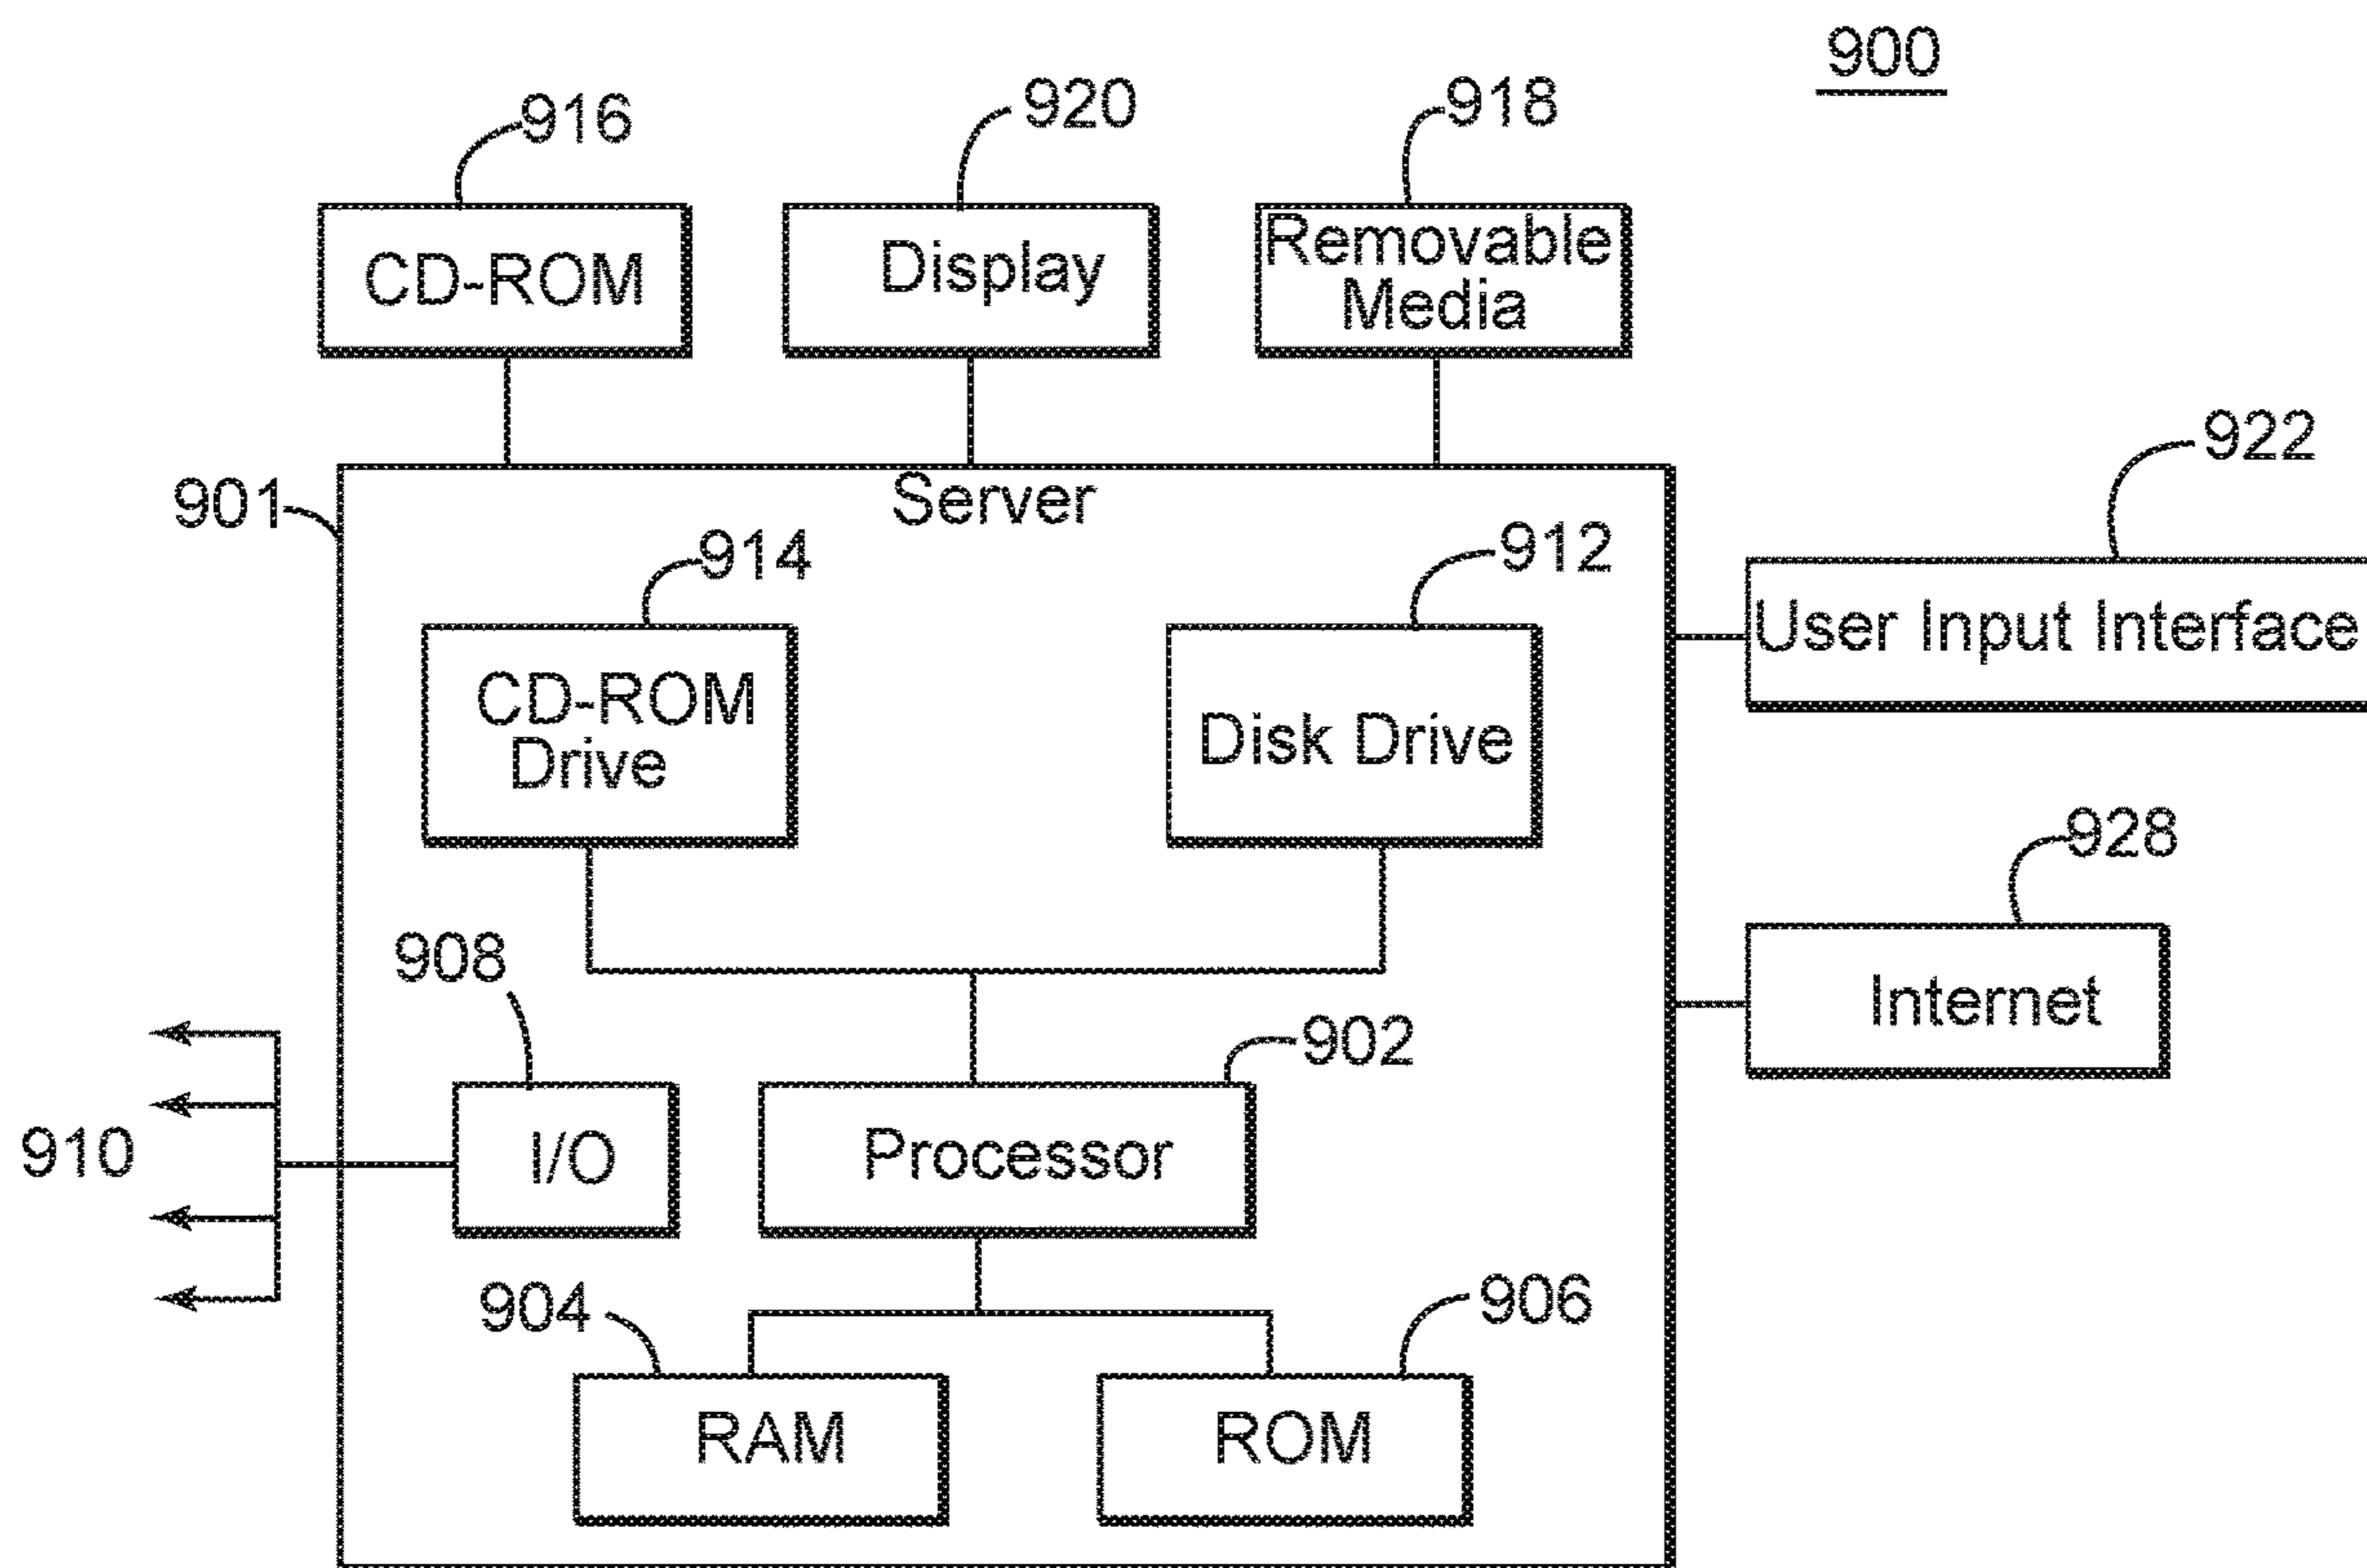 900
916
920
918
CD-ROM
Display
Removable
Media
922
901
Server
914
912
User Input Interface
CD-ROM
Drive
Disk Drive
928
908
Internet
902
910
I/O
Processor
904
906
RAM
ROM